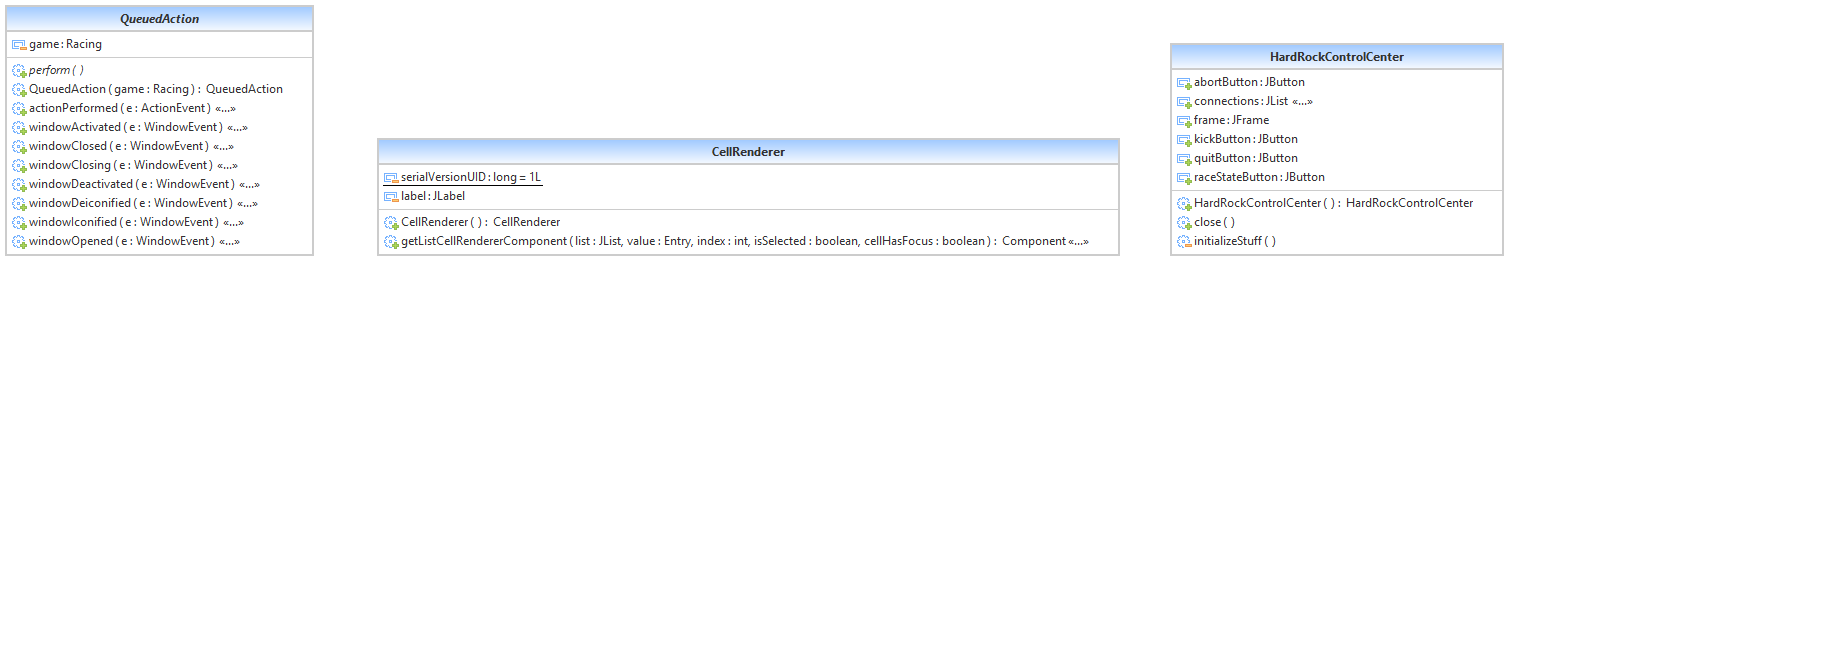 QueuedAction
game : Racing
perform ( )
QueuedAction ( game : Racing ) : QueuedAction
actionPerformed ( e : ActionEvent ) «...»
windowActivated ( e : WindowEvent ) «...»
windowClosed ( e : WindowEvent ) «...»
windowClosing ( e : WindowEvent ) «...»
windowDeactivated ( e : WindowEvent ) «...»
windowDeiconified ( e : WindowEvent ) «...»
windowIconified ( e : WindowEvent ) «...»
windowOpened ( e : WindowEvent ) «...»
CellRenderer
serialVersionUID : long = 1L
label : JLabel
CellRenderer ( ) : CellRenderer
getListCellRendererComponent ( list : JList, value : Entry, index : int, isSelected : boolean, cellHasFocus : boolean ) : Component «...»
HardRockControlCenter
abortButton : JButton
connections : JList «...»
frame : JFrame
kickButton : JButton
quitButton : JButton
raceStateButton : JButton
HardRockControlCenter ( ) : HardRockControlCenter
close ( )
initializeStuff ( )